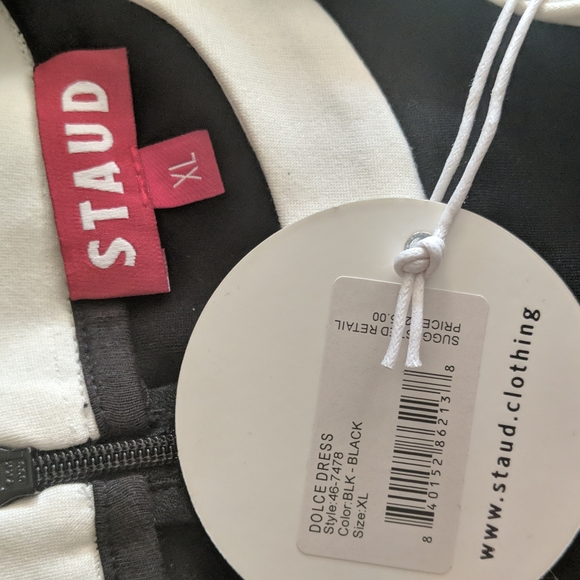 STAUD
XL
SUGG RETAIL
PRICE
DOLCE DRESS
Style:46-7478
Color:BLK - BLACK
Size:XL
8 40152 86213 8
www.staud.clothing